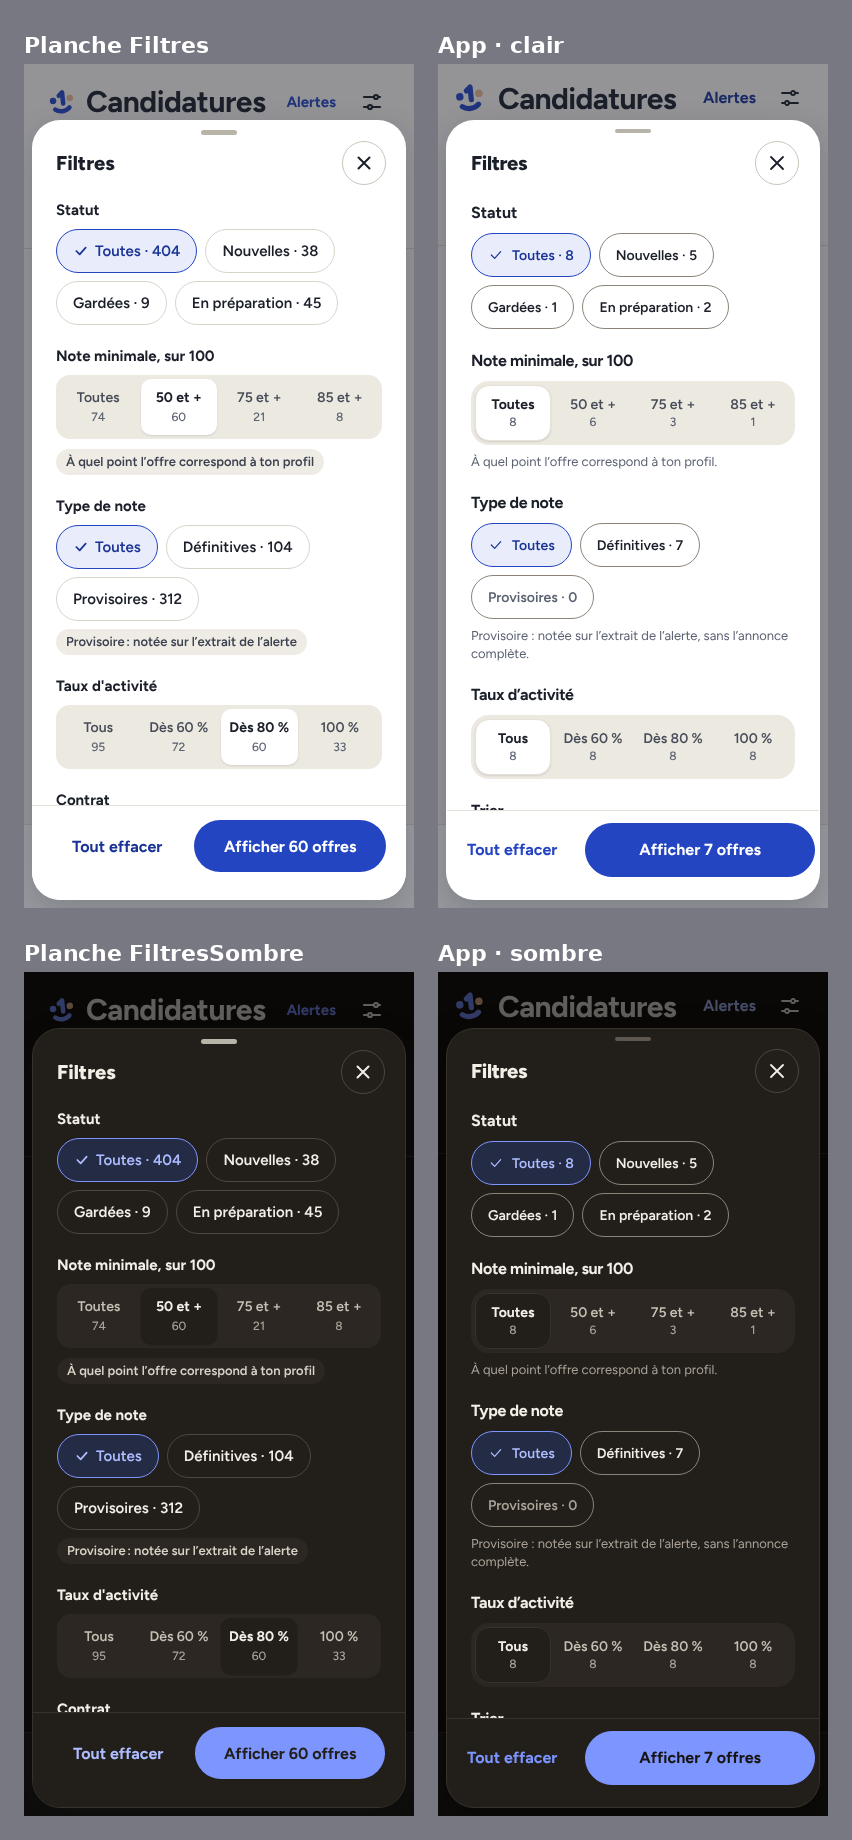 Planche Filtres
Candidatures Alertes
Filtres
Statut
Toutes · 404 Nouvelles · 38
Gardées · 9 En préparation · 45
Note minimale, sur 100
Toutes 50 et + 75 et + 85 et +
74 60 21 8
À quel point l’offre correspond à ton profil
Type de note
Toutes Définitives · 104
Provisoires · 312
Provisoire : notée sur l’extrait de l’alerte
Taux d'activité
Tous Dès 60 % Dès 80 % 100 %
95 72 60 33
Contrat
Tout effacer Afficher 60 offres
App · clair
Candidatures Alertes
Filtres
Statut
Toutes · 8 Nouvelles · 5
Gardées · 1 En préparation · 2
Note minimale, sur 100
Toutes 50 et + 75 et + 85 et +
8 6 3 1
À quel point l’offre correspond à ton profil.
Type de note
Toutes Définitives · 7
Provisoires · 0
Provisoire : notée sur l’extrait de l’alerte, sans l’annonce
complète.
Taux d’activité
Tous Dès 60 % Dès 80 % 100 %
8 8 8 8
Trier
Tout effacer Afficher 7 offres
Planche FiltresSombre
Candidatures Alertes
Filtres
Statut
Toutes · 404 Nouvelles · 38
Gardées · 9 En préparation · 45
Note minimale, sur 100
Toutes 50 et + 75 et + 85 et +
74 60 21 8
À quel point l’offre correspond à ton profil
Type de note
Toutes Définitives · 104
Provisoires · 312
Provisoire : notée sur l’extrait de l’alerte
Taux d'activité
Tous Dès 60 % Dès 80 % 100 %
95 72 60 33
Contrat
Tout effacer Afficher 60 offres
App · sombre
Candidatures Alertes
Filtres
Statut
Toutes · 8 Nouvelles · 5
Gardées · 1 En préparation · 2
Note minimale, sur 100
Toutes 50 et + 75 et + 85 et +
8 6 3 1
À quel point l’offre correspond à ton profil.
Type de note
Toutes Définitives · 7
Provisoires · 0
Provisoire : notée sur l’extrait de l’alerte, sans l’annonce
complète.
Taux d’activité
Tous Dès 60 % Dès 80 % 100 %
8 8 8 8
Trier
Tout effacer Afficher 7 offres